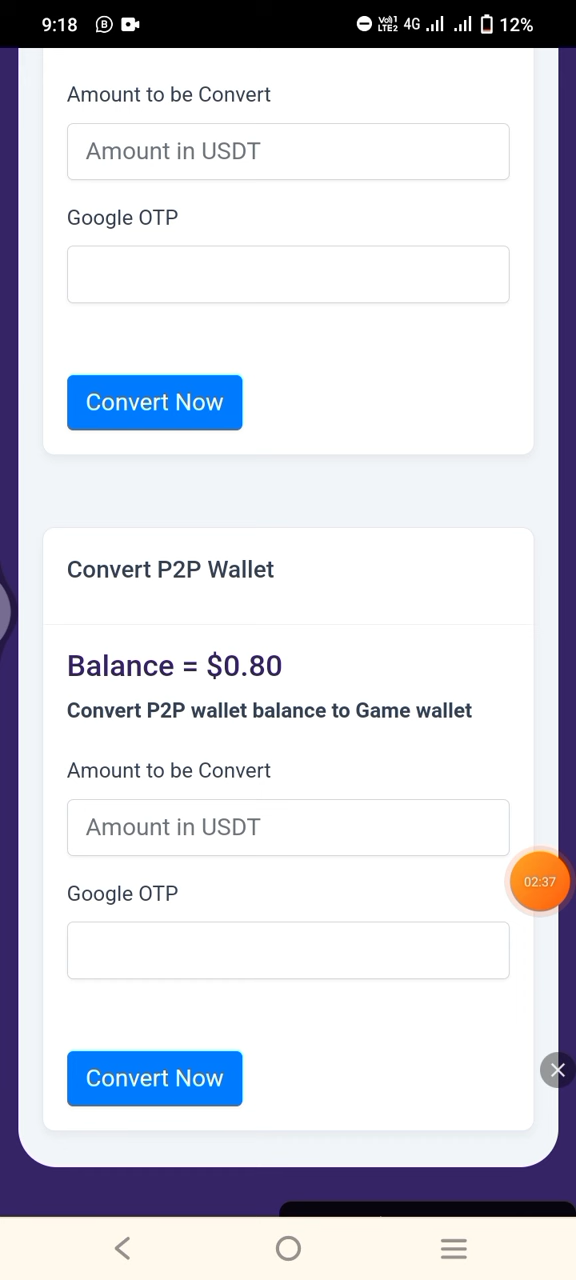 9:18 4G 12%
Amount to be Convert
Amount in USDT
Google OTP
Convert Now
Convert P2P Wallet
Balance = $0.80
Convert P2P wallet balance to Game wallet
Amount to be Convert
Amount in USDT
Google OTP
02:37
Convert Now